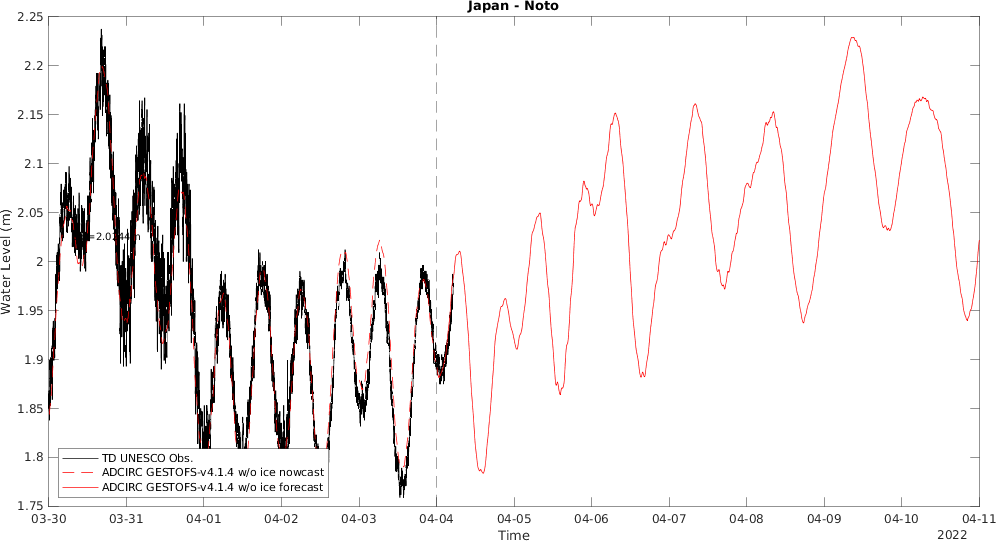 Japan - Noto
2.25
2.2
2.15
2.1
2.05
2
1.95
1.9
1.85
1.8
1.75
Water Level (m)
TD UNESCO Obs.
ADCIRC GESTOFS-v4.1.4 w/o ice nowcast
ADCIRC GESTOFS-v4.1.4 w/o ice forecast
03-30 03-31 04-01 04-02 04-03 04-04 04-05 04-06 04-07 04-08 04-09 04-10 04-11
Time
2022